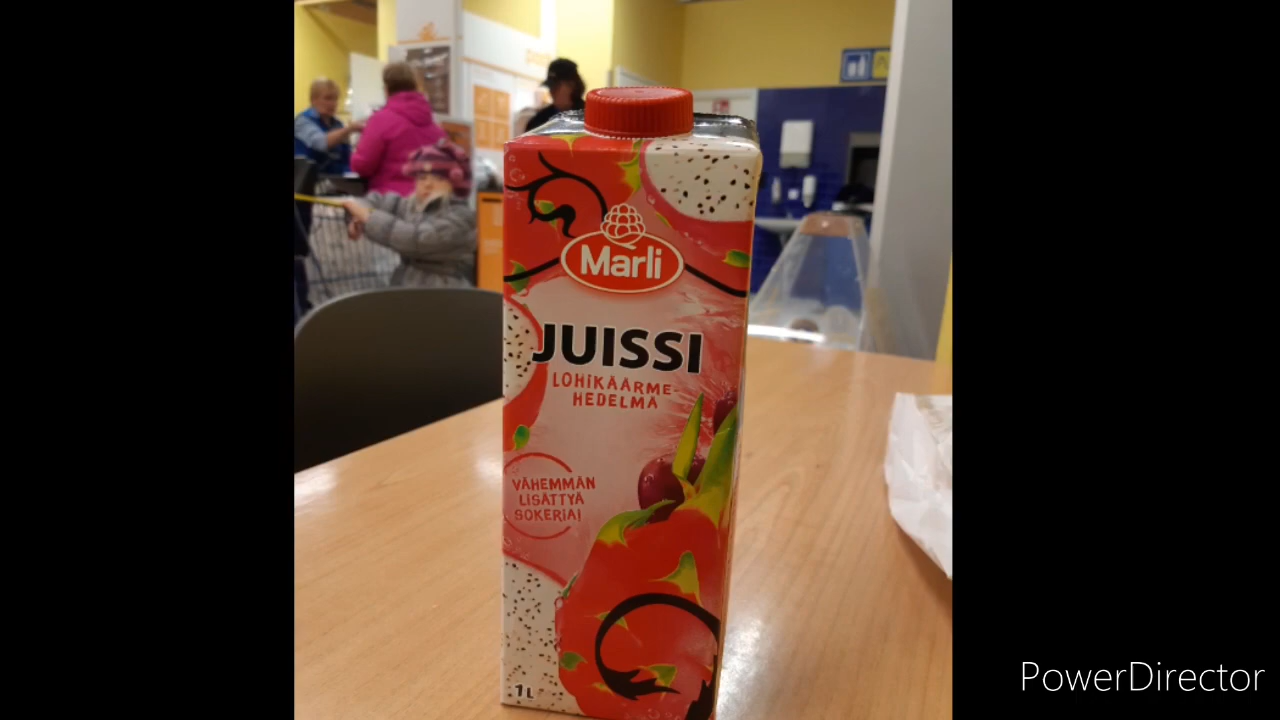 Marli
JUISSI
LOHIKÄÄRME-
HEDELMÄ
VÄHEMMÄN
LISÄTTYÄ
SOKERIA!
1L
PowerDirector